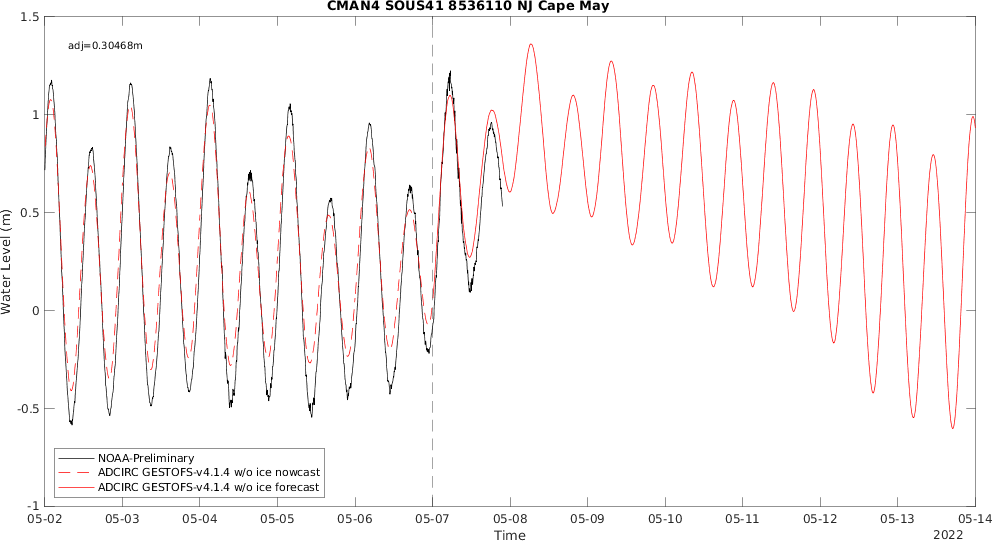 CMAN4 SOUS41 8536110 NJ Cape May
adj=0.30468m
1.5
1
0.5
0
-0.5
-1
Water Level (m)
NOAA-Preliminary
ADCIRC GESTOFS-v4.1.4 w/o ice nowcast
ADCIRC GESTOFS-v4.1.4 w/o ice forecast
05-02 05-03 05-04 05-05 05-06 05-07 05-08 05-09 05-10 05-11 05-12 05-13 05-14
Time
2022